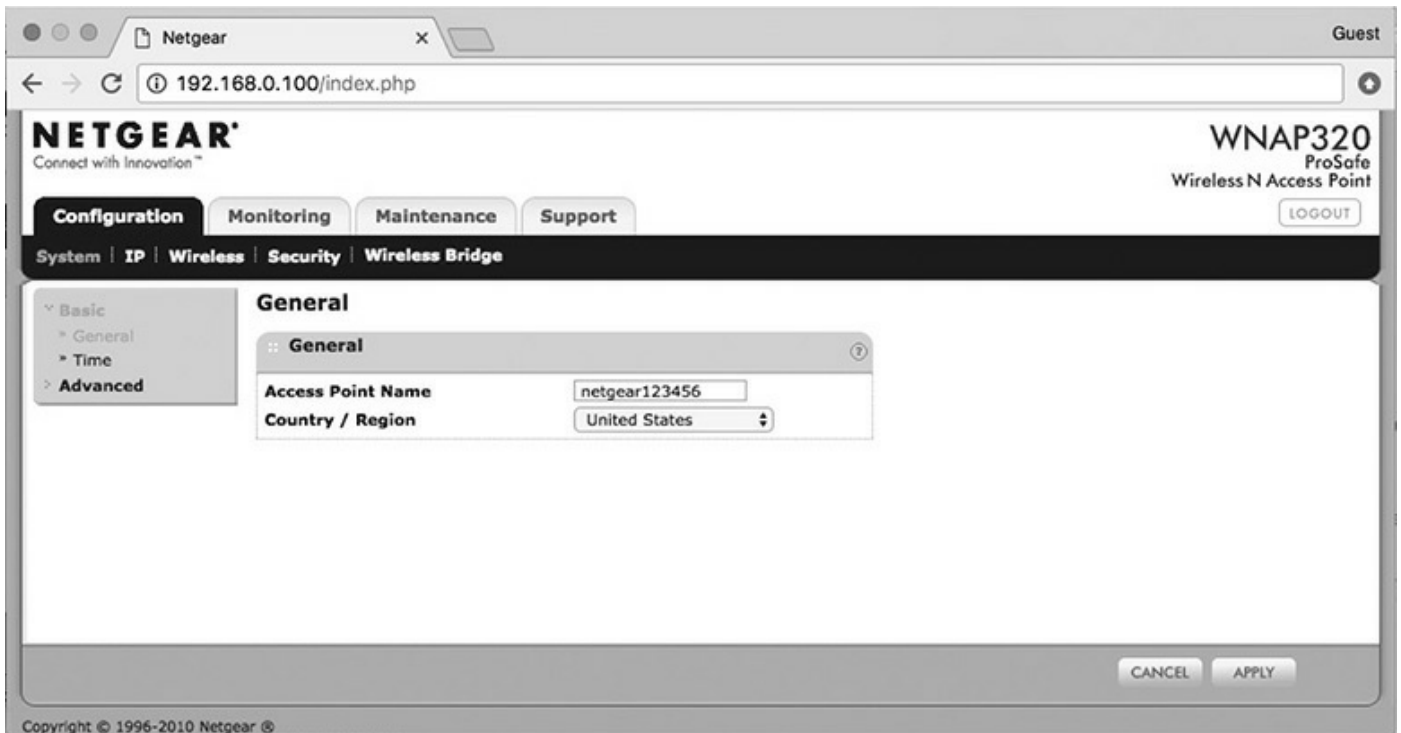 Netgear
Guest
192.168.0.100/index.php
NETGEAR®
Connect with Innovation™
WNAP320
ProSafe
Wireless N Access Point
Configuration Monitoring Maintenance Support
LOGOUT
System IP Wireless Security Wireless Bridge
Basic
General
Time
Advanced
General
General
Access Point Name netgear123456
Country / Region United States
CANCEL APPLY
Copyright © 1996-2010 Netgear ®